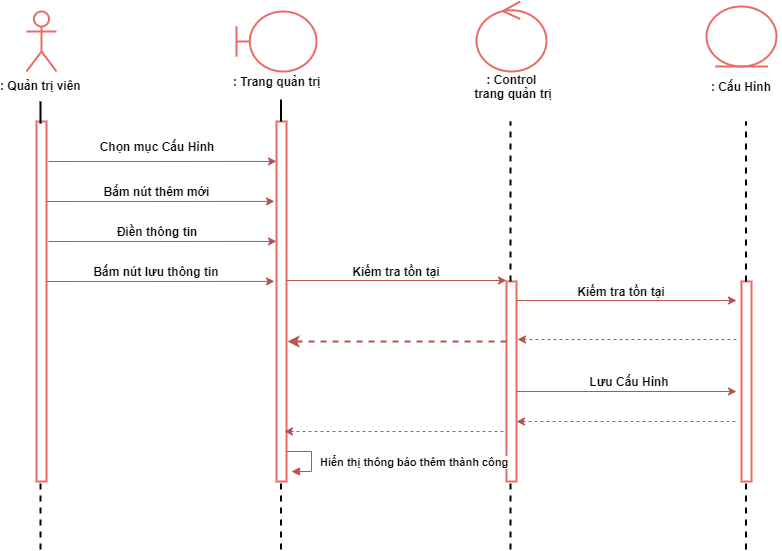 : Quản trị viên
: Trang quản trị
: Control
trang quản trị
: Cấu Hình
Chọn mục Cấu Hình
Bấm nút thêm mới
Điền thông tin
Bấm nút lưu thông tin
Kiểm tra tồn tại
Kiểm tra tồn tại
Lưu Cấu Hình
Hiển thị thông báo thêm thành công